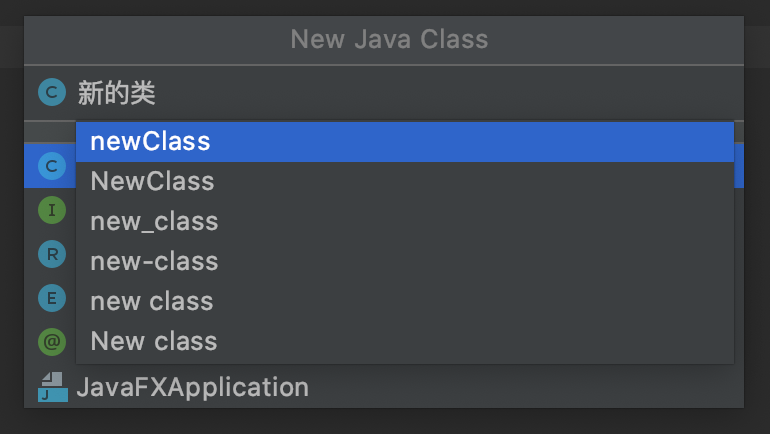 New Java Class
C 新的类
newClass
C
NewClass
I
new_class
R
new-class
E
new class
@
New class
J
JavaFXApplication